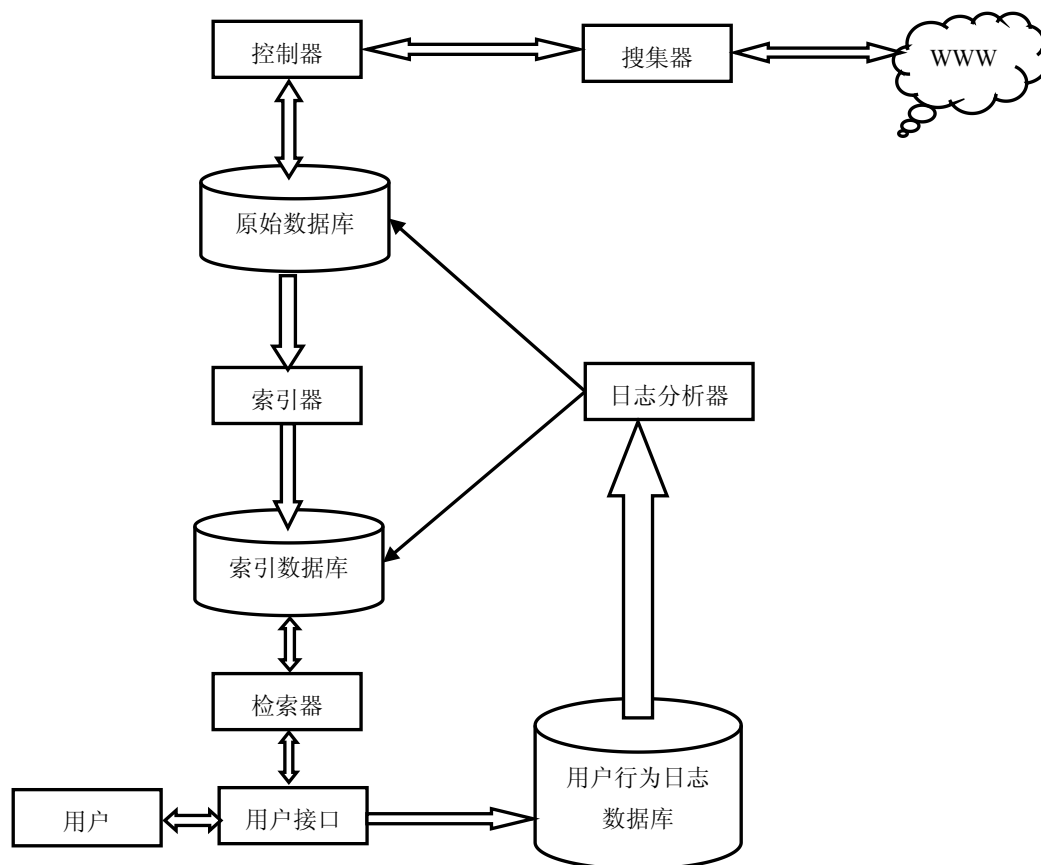 控制器
搜集器
WWW
原始数据库
索引器
日志分析器
索引数据库
检索器
用户行为日志
数据库
用户
用户接口